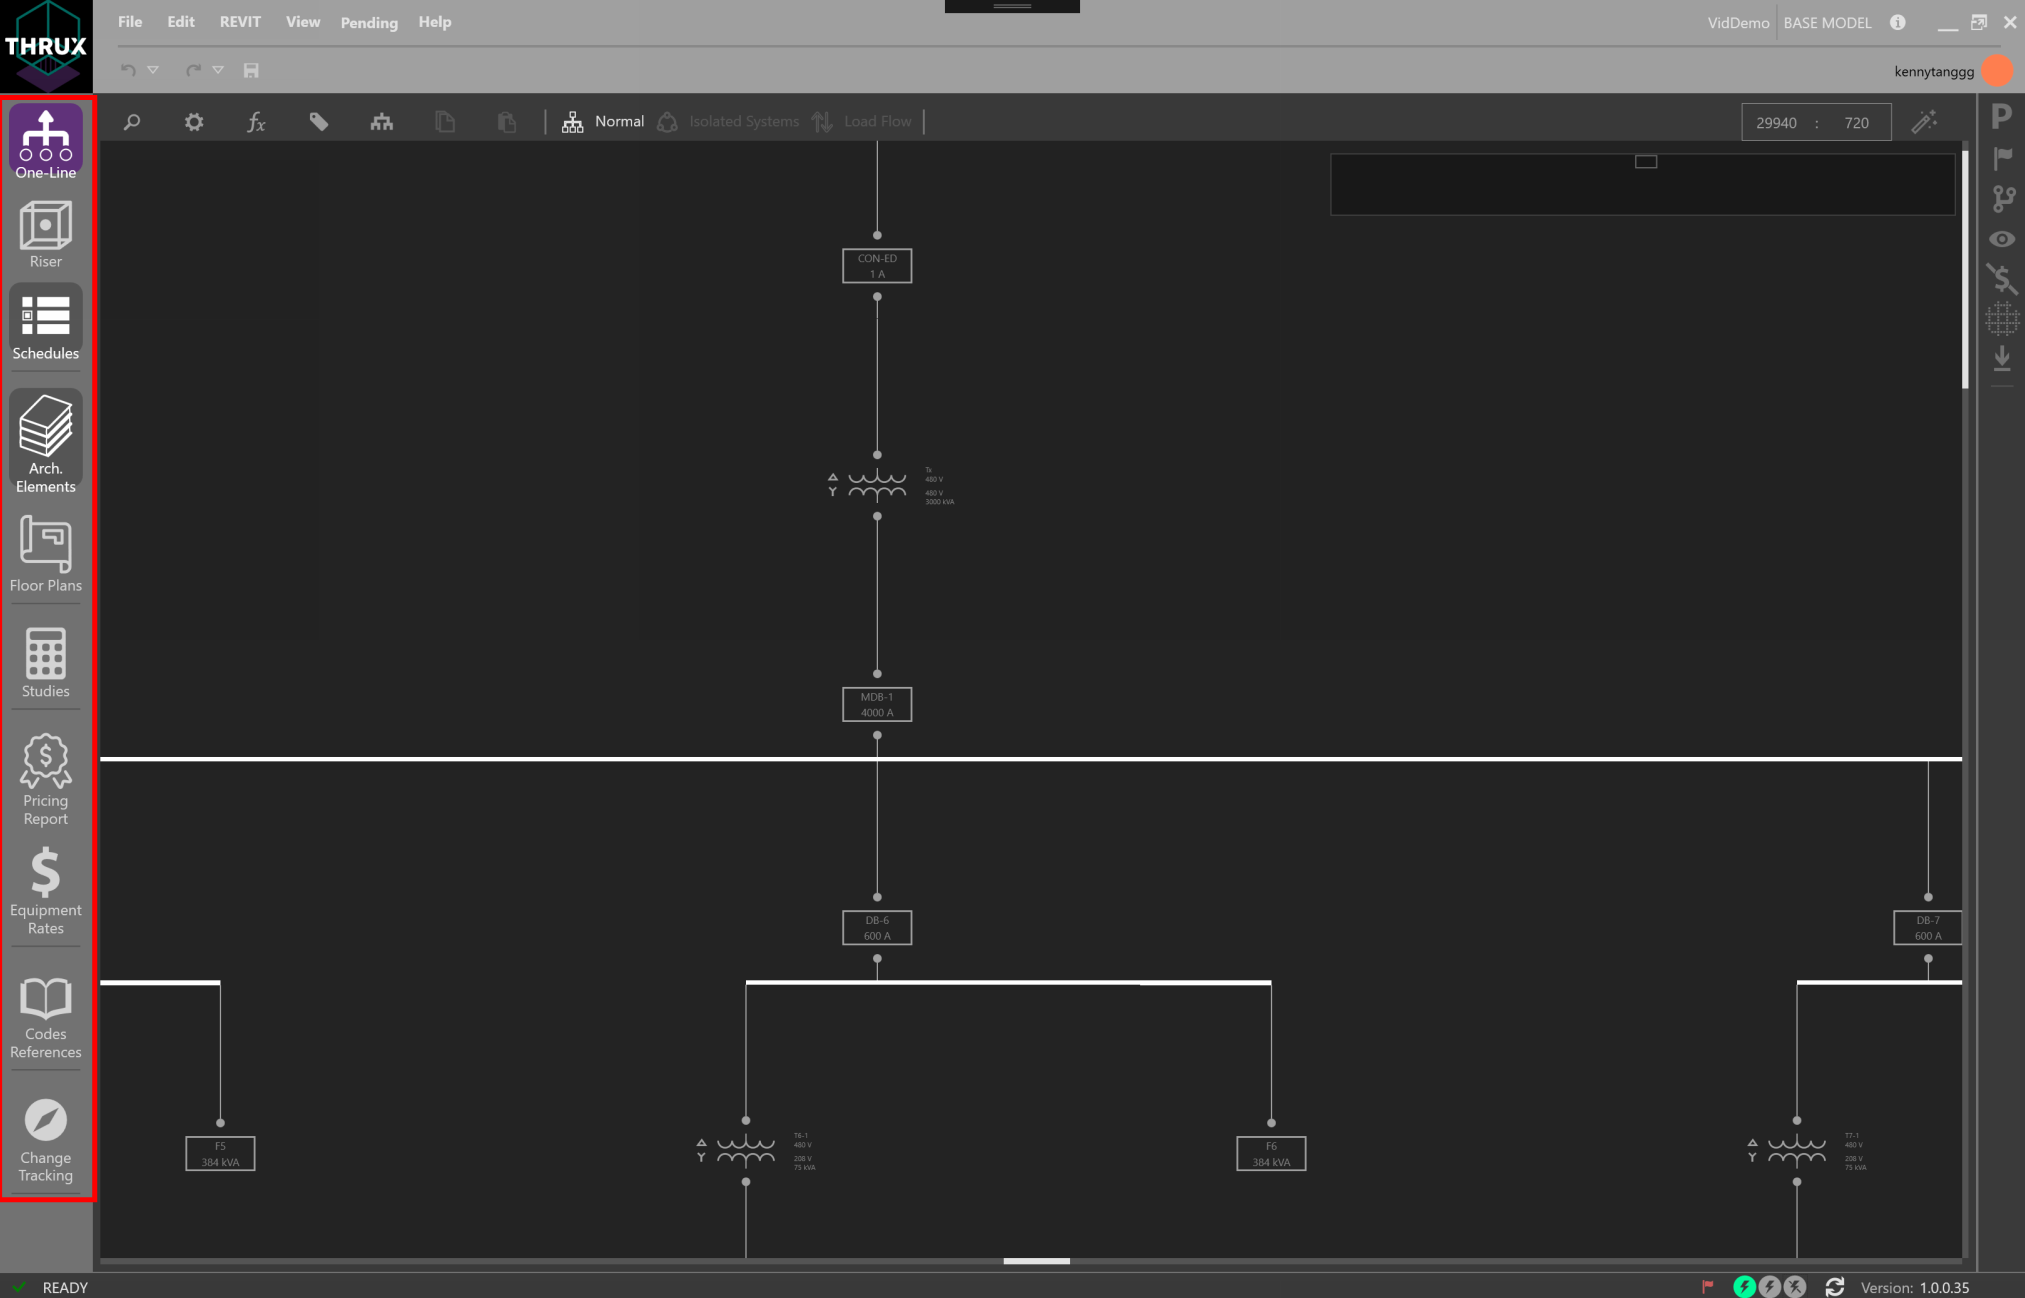 THRUX
File Edit REVIT View Pending Help
VidDemo BASE MODEL
kennytanggg
One-Line
Riser
Schedules
Arch.
Elements
Floor Plans
Studies
Pricing
Report
Equipment
Rates
Codes
References
Change
Tracking
fx Normal Isolated Systems Load Flow
29940 : 720
P
CON-ED
1 A
Tx
480 V
480 V
3000 kVA
MDB-1
4000 A
DB-6
600 A
DB-7
600 A
F5
384 kVA
T6-1
480 V
208 V
75 kVA
F6
384 kVA
T7-1
480 V
208 V
75 kVA
READY
Version: 1.0.0.35